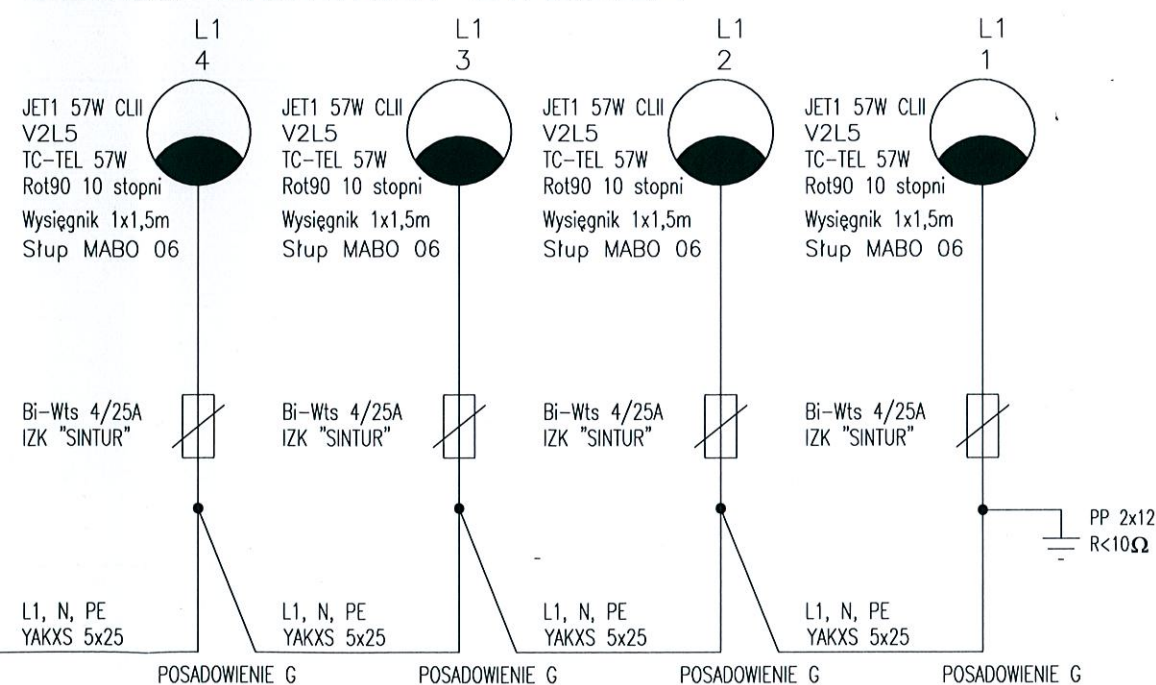 L1
4
JET1 57W CLII
V2L5
TC-TEL 57W
Rot90 10 stopni
Wysięgnik 1x1,5m
Słup MABO 06
Bi-Wts 4/25A
IZK "SINTUR"
L1, N, PE
YAKXS 5x25
POSADOWIENIE G
L1
3
JET1 57W CLII
V2L5
TC-TEL 57W
Rot90 10 stopni
Wysięgnik 1x1,5m
Słup MABO 06
Bi-Wts 4/25A
IZK "SINTUR"
L1, N, PE
YAKXS 5x25
POSADOWIENIE G
L1
2
JET1 57W CLII
V2L5
TC-TEL 57W
Rot90 10 stopni
Wysięgnik 1x1,5m
Słup MABO 06
Bi-Wts 4/25A
IZK "SINTUR"
L1, N, PE
YAKXS 5x25
POSADOWIENIE G
L1
1
JET1 57W CLII
V2L5
TC-TEL 57W
Rot90 10 stopni
Wysięgnik 1x1,5m
Słup MABO 06
Bi-Wts 4/25A
IZK "SINTUR"
PP 2x12
R<10Ω
L1, N, PE
YAKXS 5x25
POSADOWIENIE G